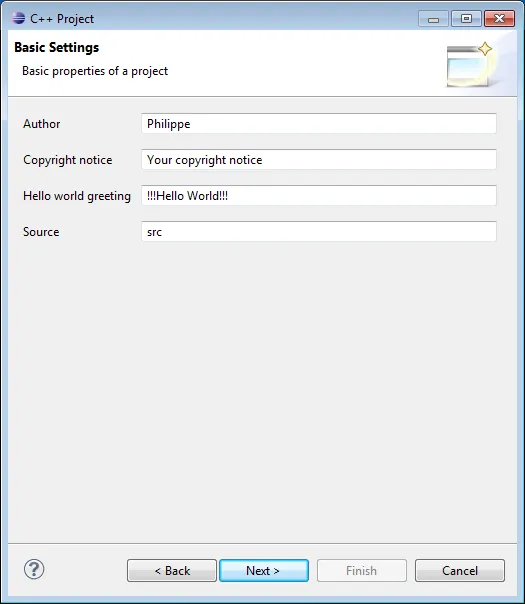 C++ Project
Basic Settings
Basic properties of a project
Author Philippe
Copyright notice Your copyright notice
Hello world greeting !!!Hello World!!!
Source src
? < Back Next > Finish Cancel